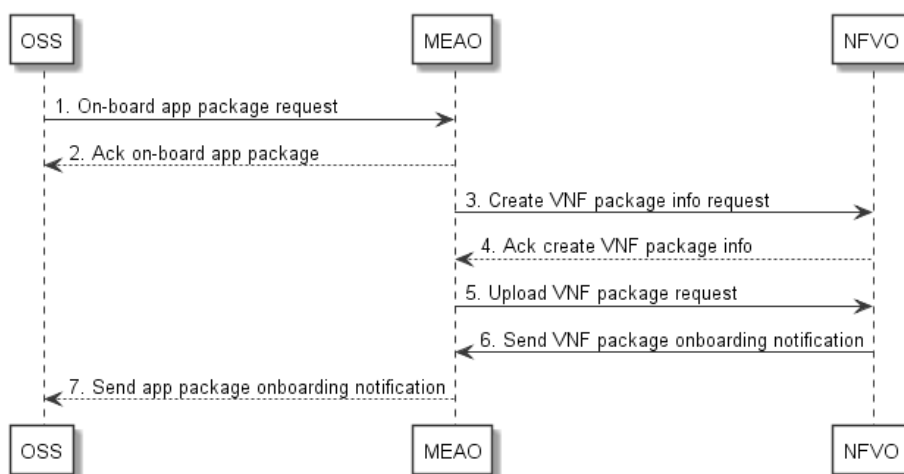 OSS
MEAO
NFVO
1. On-board app package request
2. Ack on-board app package
3. Create VNF package info request
4. Ack create VNF package info
5. Upload VNF package request
6. Send VNF package onboarding notification
7. Send app package onboarding notification
OSS
MEAO
NFVO